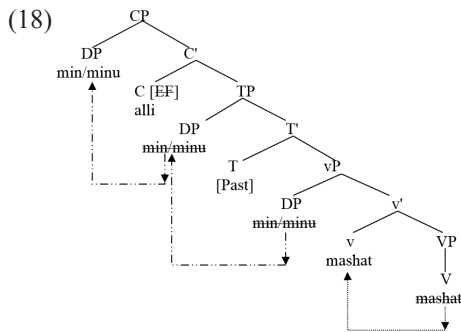 (18)
CP
DP
min/minu
C'
C [EF]
alli
TP
DP
min/minu
T'
T
[Past]
vP
DP
min/minu
v'
v
mashat
VP
V
mashat